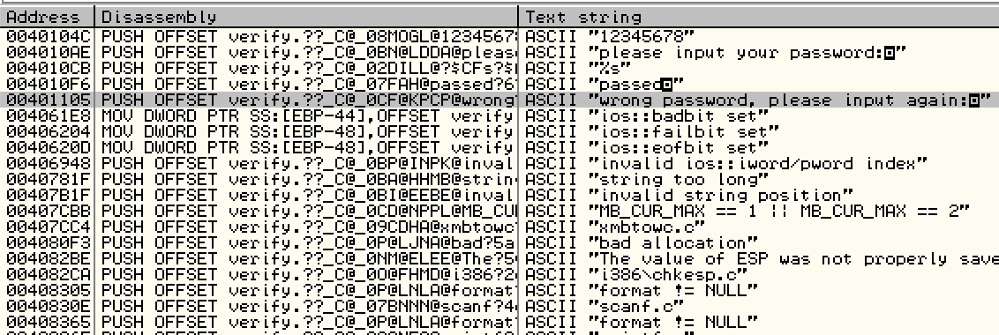 Address Disassembly Text string
0040104C PUSH OFFSET verify.??_C@_08MOGL@12345678 ASCII "12345678"
004010AE PUSH OFFSET verify.??_C@_0BN@LDDA@pleas ASCII "please input your password:"
004010CB PUSH OFFSET verify.??_C@_02DILL@?$CFs?$ ASCII "%s"
004010F6 PUSH OFFSET verify.??_C@_07FAH@passed?6 ASCII "passed"
00401105 PUSH OFFSET verify.??_C@_0CF@KPCP@wrong ASCII "wrong password, please input again:"
004061E8 MOV DWORD PTR SS:[EBP-44],OFFSET verify ASCII "ios::badbit set"
00406204 MOV DWORD PTR SS:[EBP-48],OFFSET verify ASCII "ios::failbit set"
0040620D MOV DWORD PTR SS:[EBP-48],OFFSET verify ASCII "ios::eofbit set"
00406948 PUSH OFFSET verify.??_C@_0BP@INPK@inval ASCII "invalid ios::iword/pword index"
0040781F PUSH OFFSET verify.??_C@_0BA@HHMB@strin ASCII "string too long"
00407B1F PUSH OFFSET verify.??_C@_0BI@EEBE@inval ASCII "invalid string position"
00407CBB PUSH OFFSET verify.??_C@_0CD@NPPL@MB_CU ASCII "MB_CUR_MAX == 1 || MB_CUR_MAX == 2"
00407CC4 PUSH OFFSET verify.??_C@_09CDHA@xmbtowc ASCII "xmbtowc.c"
004080F3 PUSH OFFSET verify.??_C@_0P@LJNA@bad?5a ASCII "bad allocation"
004082BE PUSH OFFSET verify.??_C@_0NM@ELEE@The?5 ASCII "The value of ESP was not properly save
004082CA PUSH OFFSET verify.??_C@_0O@FHMD@i386?2 ASCII "i386\chkesp.c"
00408305 PUSH OFFSET verify.??_C@_0P@LNLA@format ASCII "format != NULL"
0040830E PUSH OFFSET verify.??_C@_07BNNN@scanf?4 ASCII "scanf.c"
00408365 PUSH OFFSET verify.??_C@_0P@LNLA@format ASCII "format != NULL"